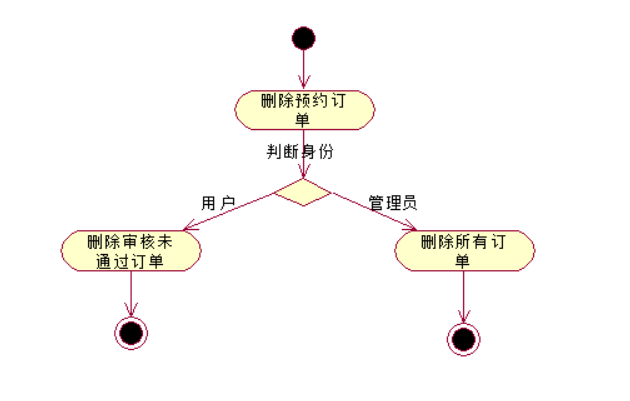 删除预约订
单
判断身份
用户
管理员
删除审核未
通过订单
删除所有订
单